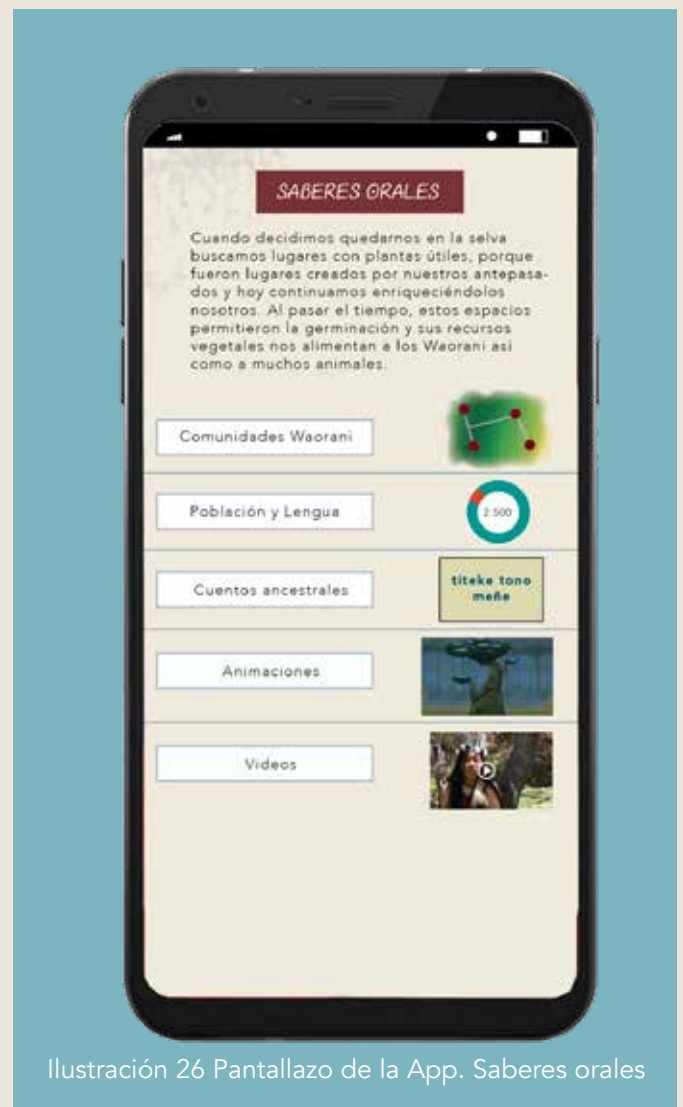 SABERES ORALES
Cuando decidimos quedarnos en la selva
buscamos lugares con plantas útiles, porque
fueron lugares creados por nuestros antepasa-
dos y hoy continuamos enriqueciéndolos
nosotros. Al pasar el tiempo, estos espacios
permitieron la germinación y sus recursos
vegetales nos alimentan a los Waorani así
como a muchos animales.
Comunidades Waorani
Población y Lengua
2.500
Cuentos ancestrales
titeke tono
meñe
Animaciones
Videos
Ilustración 26 Pantallazo de la App. Saberes orales